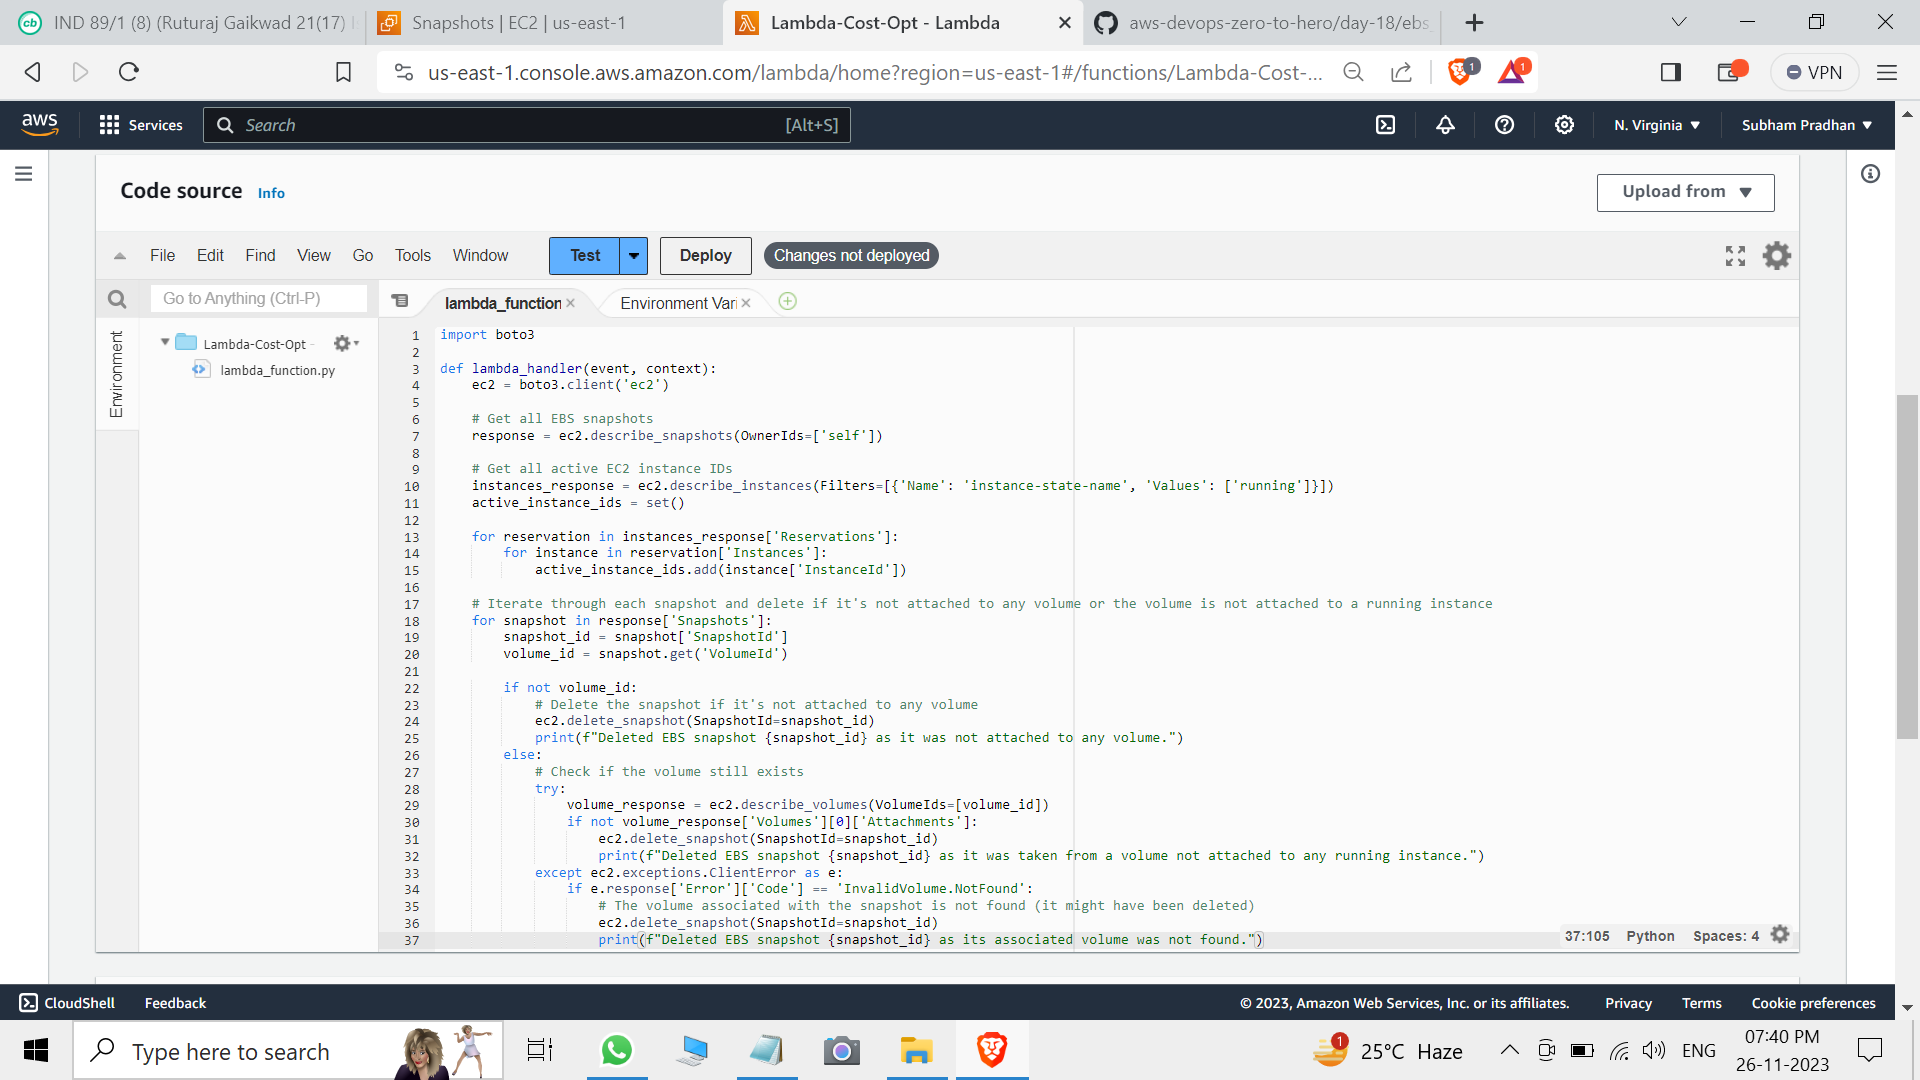 IND 89/1 (8) (Ruturaj Gaikwad 21(17)
Snapshots | EC2 | us-east-1
Lambda-Cost-Opt - Lambda
aws-devops-zero-to-hero/day-18/ebs
us-east-1.console.aws.amazon.com/lambda/home?region=us-east-1#/functions/Lambda-Cost-...
1
1
VPN
aws
Services
Search
[Alt+S]
N. Virginia
Subham Pradhan
Code source
Info
Upload from
File
Edit
Find
View
Go
Tools
Window
Test
Deploy
Changes not deployed
Go to Anything (Ctrl-P)
lambda_function
Environment Vari
Environment
Lambda-Cost-Opt -
lambda_function.py
1 import boto3
2
3 def lambda_handler(event, context):
4 ec2 = boto3.client('ec2')
5
6 # Get all EBS snapshots
7 response = ec2.describe_snapshots(OwnerIds=['self'])
8
9 # Get all active EC2 instance IDs
10 instances_response = ec2.describe_instances(Filters=[{'Name': 'instance-state-name', 'Values': ['running']}])
11 active_instance_ids = set()
12
13 for reservation in instances_response['Reservations']:
14 for instance in reservation['Instances']:
15 active_instance_ids.add(instance['InstanceId'])
16
17 # Iterate through each snapshot and delete if it's not attached to any volume or the volume is not attached to a running instance
18 for snapshot in response['Snapshots']:
19 snapshot_id = snapshot['SnapshotId']
20 volume_id = snapshot.get('VolumeId')
21
22 if not volume_id:
23 # Delete the snapshot if it's not attached to any volume
24 ec2.delete_snapshot(SnapshotId=snapshot_id)
25 print(f"Deleted EBS snapshot {snapshot_id} as it was not attached to any volume.")
26 else:
27 # Check if the volume still exists
28 try:
29 volume_response = ec2.describe_volumes(VolumeIds=[volume_id])
30 if not volume_response['Volumes'][0]['Attachments']:
31 ec2.delete_snapshot(SnapshotId=snapshot_id)
32 print(f"Deleted EBS snapshot {snapshot_id} as it was taken from a volume not attached to any running instance.")
33 except ec2.exceptions.ClientError as e:
34 if e.response['Error']['Code'] == 'InvalidVolume.NotFound':
35 # The volume associated with the snapshot is not found (it might have been deleted)
36 ec2.delete_snapshot(SnapshotId=snapshot_id)
37 print(f"Deleted EBS snapshot {snapshot_id} as its associated volume was not found.")
37:105 Python Spaces: 4
CloudShell
Feedback
© 2023, Amazon Web Services, Inc. or its affiliates.
Privacy
Terms
Cookie preferences
Type here to search
1
25°C Haze
ENG
07:40 PM
26-11-2023